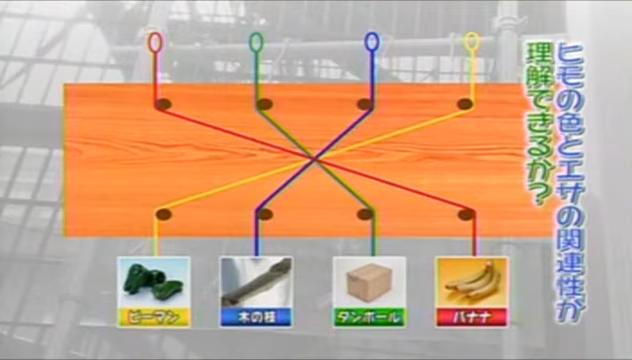 ヒモの色とエサの関連性が
理解できるか？
ピーマン
木の枝
ダンボール
バナナ